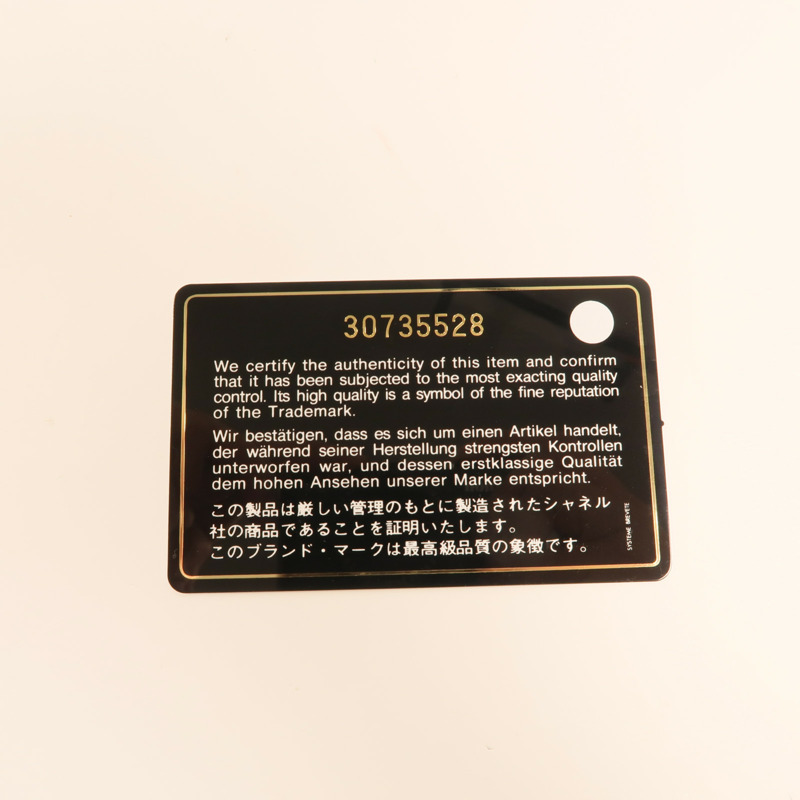 30735528
We certify the authenticity of this item and confirm
that it has been subjected to the most exacting quality
control. Its high quality is a symbol of the fine reputation
of the Trademark.
Wir bestätigen, dass es sich um einen Artikel handelt,
der während seiner Herstellung strengsten Kontrollen
unterworfen war, und dessen erstklassige Qualität
dem hohen Ansehen unserer Marke entspricht.
この製品は厳しい管理のもとに製造されたシャネル
社の商品であることを証明いたします。
このブランド・マークは最高級品質の象徴です。
SYSTEME BREVETE